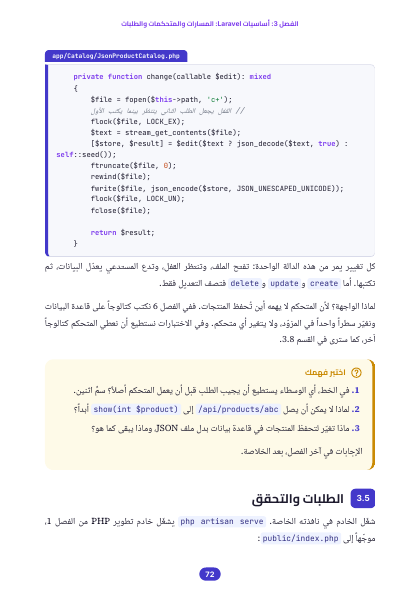 الفصل 3: أساسيات Laravel: المسارات والمتحكمات والطلبات
app/Catalog/JsonProductCatalog.php
private function change(callable $edit): mixed
{
$file = fopen($this->path, 'c+');
// القفل يجعل الطلب الثاني ينتظر بينما يكتب الأول
flock($file, LOCK_EX);
$text = stream_get_contents($file);
[$store, $result] = $edit($text ? json_decode($text, true) :
self::seed());
ftruncate($file, 0);
rewind($file);
fwrite($file, json_encode($store, JSON_UNESCAPED_UNICODE));
flock($file, LOCK_UN);
fclose($file);
return $result;
}
كل تغيير يمر من هذه الدالة الواحدة: تفتح الملف، وتنتظر القفل، وتدع المستدعي يعدّل البيانات، ثم
تكتبها. أما create و update و delete فتصف التعديل فقط.
لماذا الواجهة؟ لأن المتحكم لا يهمه أين تُحفظ المنتجات. ففي الفصل 6 نكتب كتالوجاً على قاعدة البيانات
ونغيّر سطراً واحداً في المزوّد، ولا يتغير أي متحكم. وفي الاختبارات نستطيع أن نعطي المتحكم كتالوجاً
آخر، كما سترى في القسم 3.8.
اختبر فهمك
1. في الخط، أي الوسطاء يستطيع أن يجيب الطلب قبل أن يعمل المتحكم أصلاً؟ سمِّ اثنين.
2. لماذا لا يمكن أن يصل /api/products/abc إلى show(int $product) أبداً؟
3. ماذا تغيّر لتحفظ المنتجات في قاعدة بيانات بدل ملف JSON، وماذا يبقى كما هو؟
الإجابات في آخر الفصل، بعد الخلاصة.
3.5 الطلبات والتحقق
شغّل الخادم في نافذته الخاصة. php artisan serve يشغّل خادم تطوير PHP من الفصل 1،
موجّهاً إلى public/index.php:
72